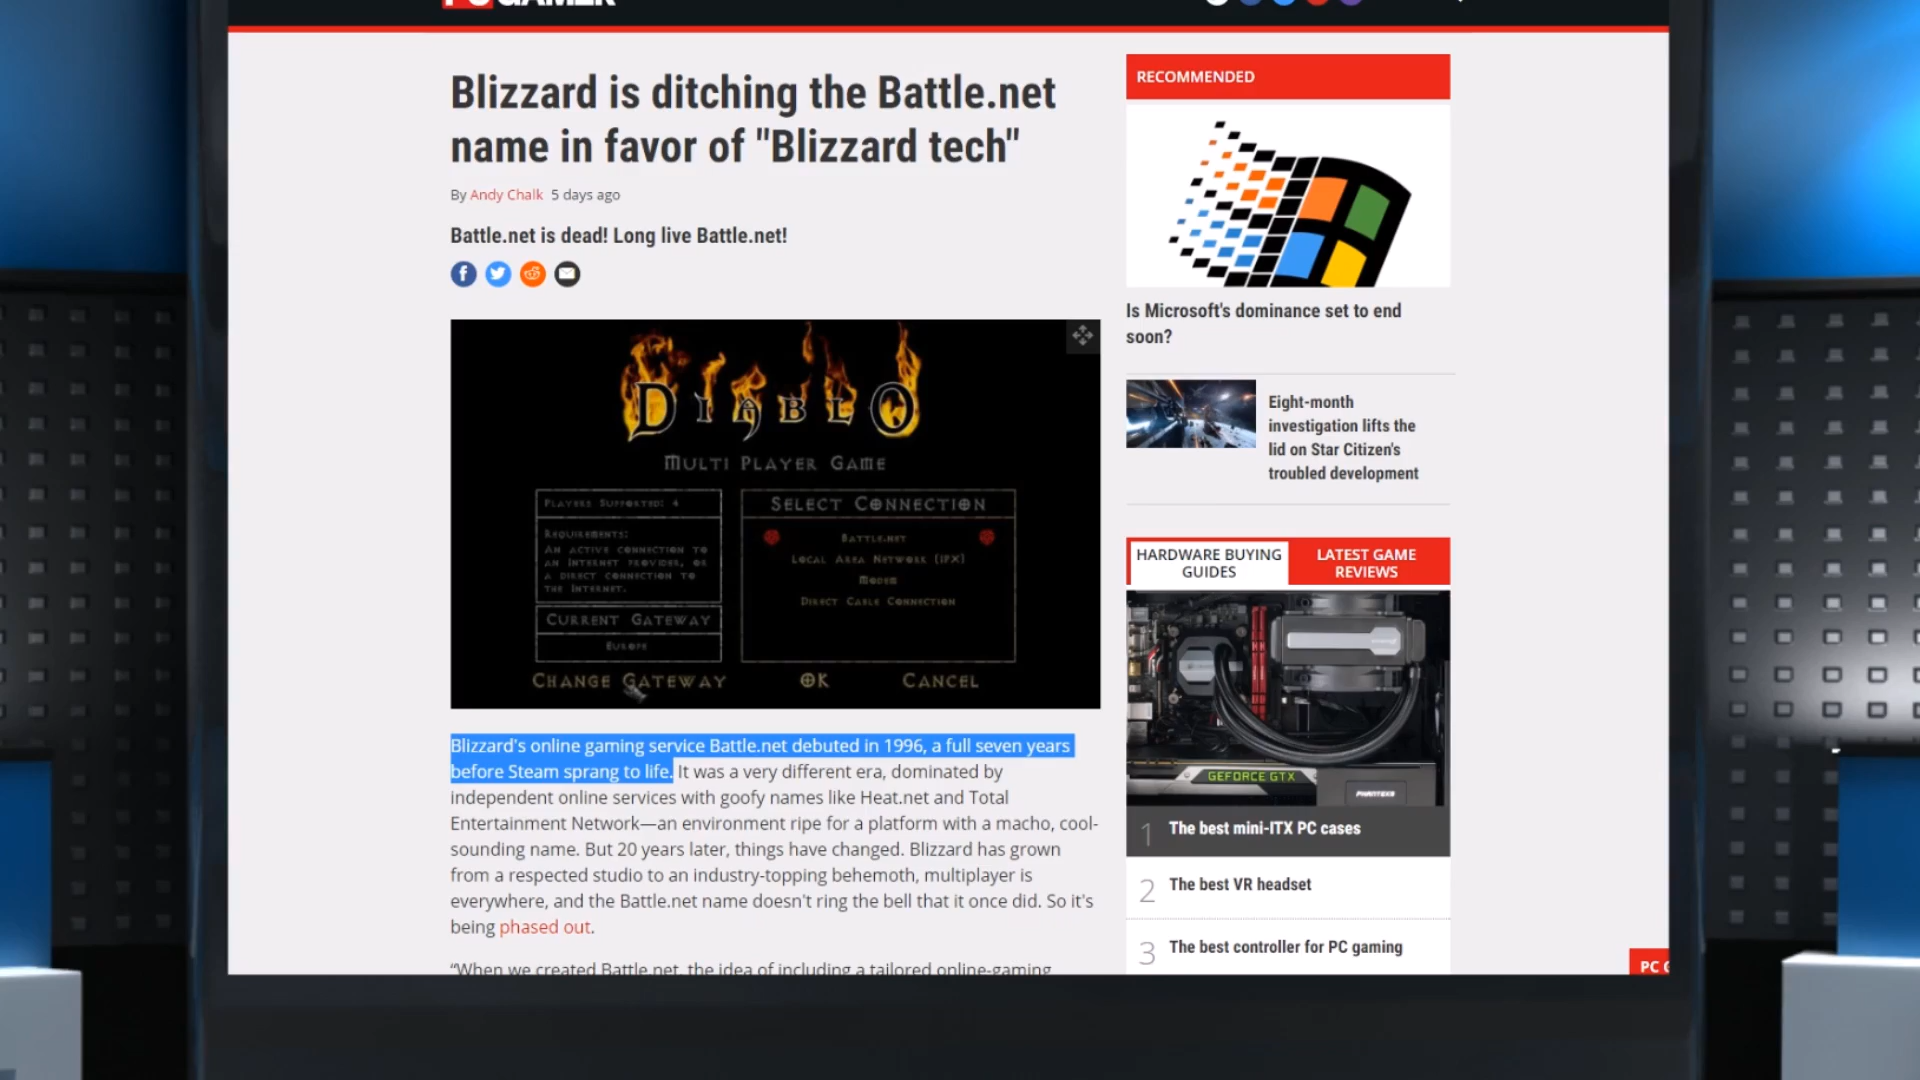 PC GAMER
Blizzard is ditching the Battle.net
name in favor of "Blizzard tech"
By Andy Chalk 5 days ago
Battle.net is dead! Long live Battle.net!
DIABLO
MULTI PLAYER GAME
PLAYERS SUPPORTED: 4
REQUIREMENTS:
AN ACTIVE CONNECTION TO
AN INTERNET PROVIDER, OR
A DIRECT CONNECTION TO
THE INTERNET.
CURRENT GATEWAY
EUROPE
SELECT CONNECTION
BATTLE.NET
LOCAL AREA NETWORK (IPX)
MODEM
DIRECT CABLE CONNECTION
CHANGE GATEWAY
OK
CANCEL
Blizzard's online gaming service Battle.net debuted in 1996, a full seven years
before Steam sprang to life. It was a very different era, dominated by
independent online services with goofy names like Heat.net and Total
Entertainment Network—an environment ripe for a platform with a macho, cool-
sounding name. But 20 years later, things have changed. Blizzard has grown
from a respected studio to an industry-topping behemoth, multiplayer is
everywhere, and the Battle.net name doesn't ring the bell that it once did. So it's
being phased out.
“When we created Battle.net, the idea of including a tailored online-gaming
RECOMMENDED
Is Microsoft's dominance set to end
soon?
Eight-month
investigation lifts the
lid on Star Citizen's
troubled development
HARDWARE BUYING
GUIDES
LATEST GAME
REVIEWS
GEFORCE GTX
PHANTEKS
1 The best mini-ITX PC cases
2 The best VR headset
3 The best controller for PC gaming
PC G